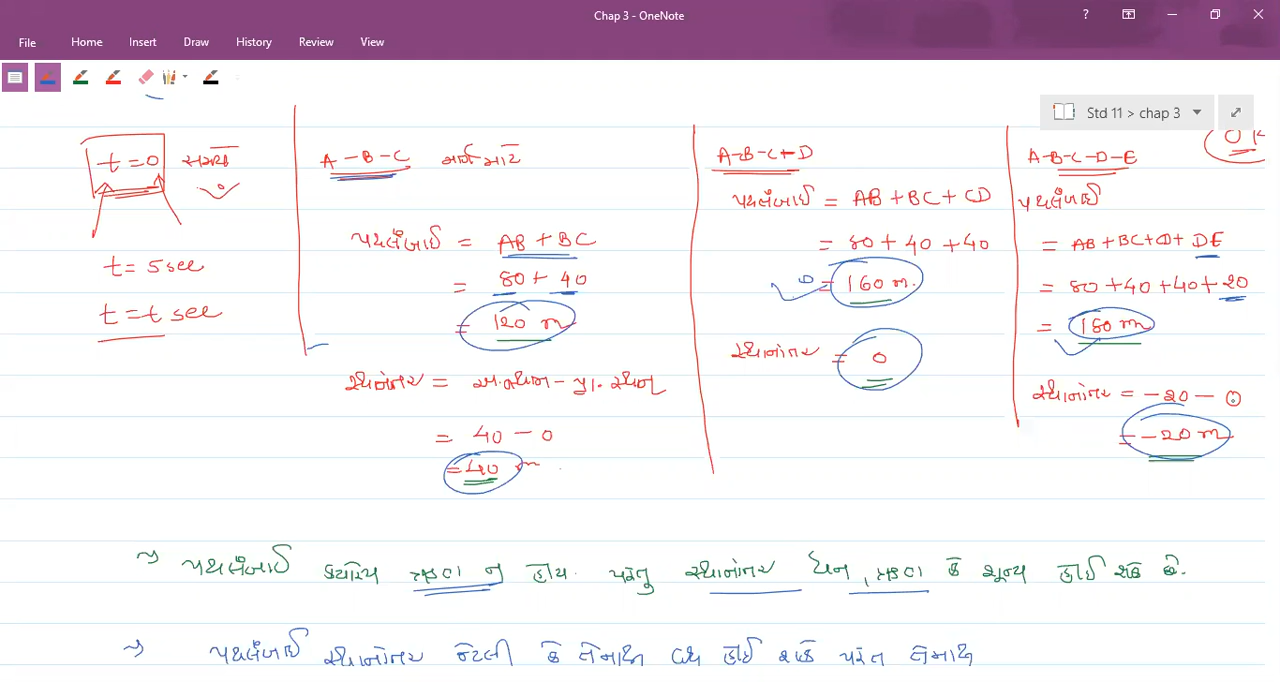 Chap 3 - OneNote
?
File Home Insert Draw History Review View
Std 11 > chap 3
t = 0 સમય
t = 5 sec
t = t sec
A - B - C માર્ગ માટે
પથલંબાઈ = AB + BC
= 80 + 40
= 120 m
સ્થાનાંતર = અ.સ્થાન - પ્રા. સ્થાન
= 40 - 0
= 40 m
A-B-C-D
પથલંબાઈ = AB + BC + CD
= 80 + 40 + 40
= 160 m.
સ્થાનાંતર = 0
A-B-C-D-E
પથલંબાઈ
= AB + BC + CD + DE
= 80 + 40 + 40 + 20
= 180 m
સ્થાનાંતર = -20 - 0
= -20 m
પથલંબાઈ ક્યારેય ઋણ ન હોય. પરંતુ સ્થાનાંતર ધન, ઋણ કે શૂન્ય હોઈ શકે છે.
પથલંબાઈ સ્થાનાંતર જેટલી કે તેનાથી વધુ હોઈ શકે પરંતુ તેનાથી